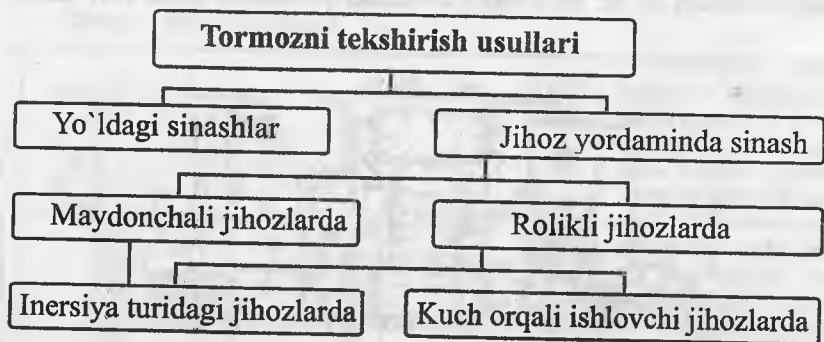 Tormozni tekshirish usullari
Yo`ldagi sinashlar
Jihoz yordaminda sinash
Maydonchali jihozlarda
Rolikli jihozlarda
Inersiya turidagi jihozlarda
Kuch orqali ishlovchi jihozlarda